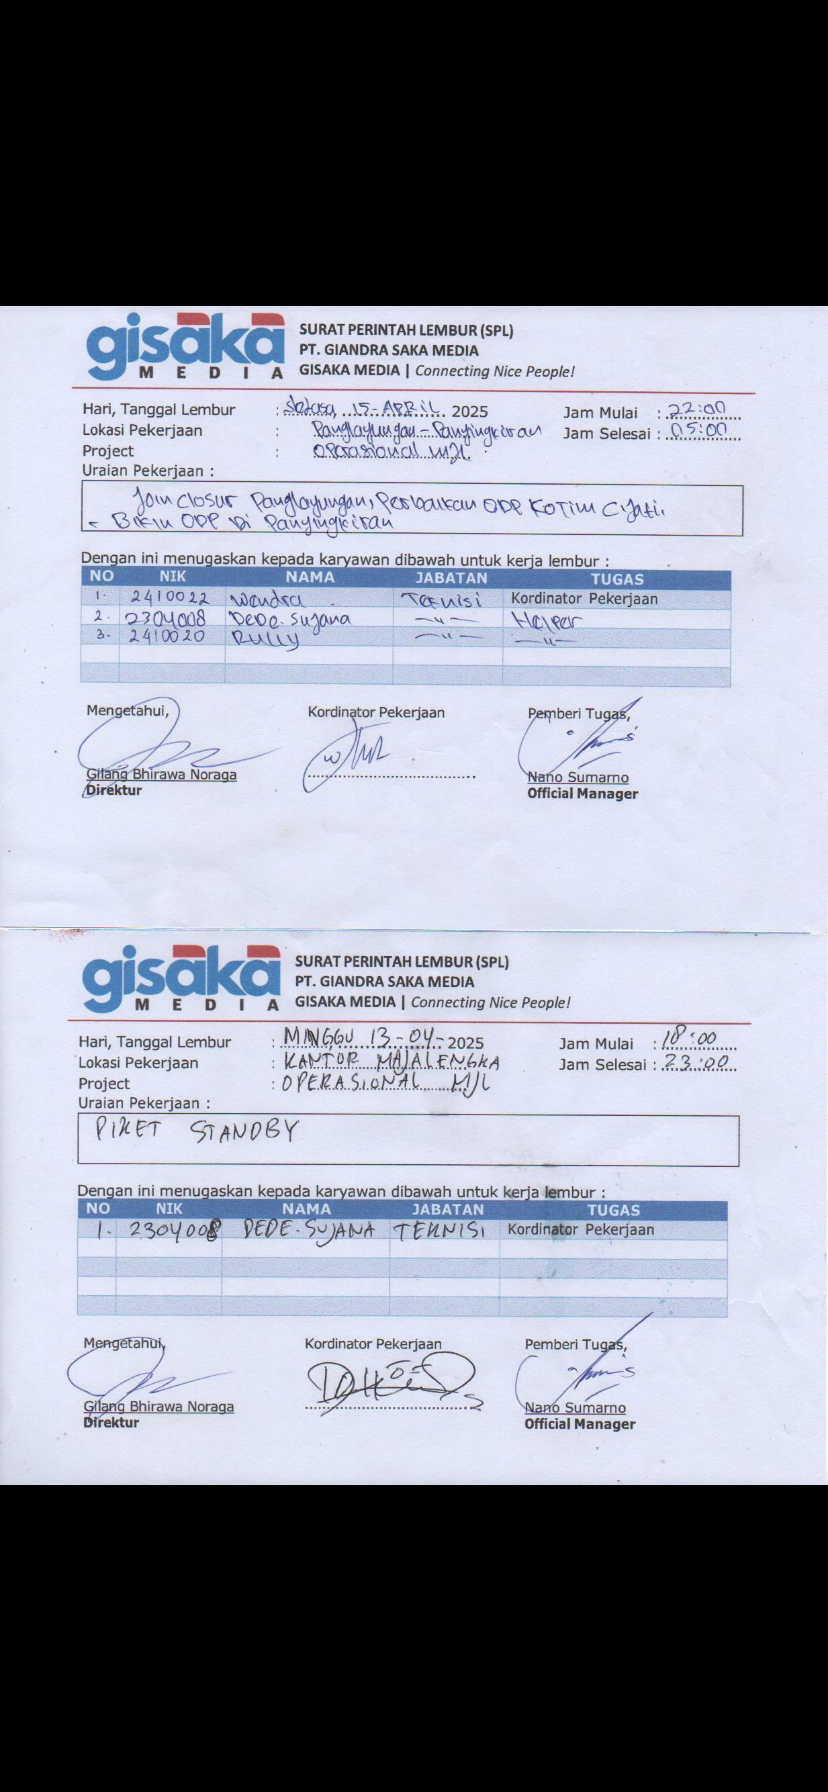 gisaka
MEDIA
SURAT PERINTAH LEMBUR (SPL)
PT. GIANDRA SAKA MEDIA
GISAKA MEDIA | Connecting Nice People!
Hari, Tanggal Lembur : Selasa, 15-APRIL 2025 Jam Mulai : 22:00
Lokasi Pekerjaan : Panglayungan - Panyingkiran Jam Selesai : 05:00
Project : Operasional MJL
Uraian Pekerjaan :
Join Closur Panglayungan, Perbaikan ODP KOTIM Cijati.
- Bikin ODP Di Panyingkiran
Dengan ini menugaskan kepada karyawan dibawah untuk kerja lembur :
NO NIK NAMA JABATAN TUGAS
1. 2410022 Wendra Teknisi Kordinator Pekerjaan
2. 2304008 DeDe. Sujana —〃— Helper
3. 2410020 RULLY —〃— —〃—
Mengetahui, Kordinator Pekerjaan Pemberi Tugas,
Gilang Bhirawa Noraga Nano Sumarno
Direktur Official Manager
gisaka
MEDIA
SURAT PERINTAH LEMBUR (SPL)
PT. GIANDRA SAKA MEDIA
GISAKA MEDIA | Connecting Nice People!
Hari, Tanggal Lembur : MINGGU 13-04-2025 Jam Mulai : 18:00
Lokasi Pekerjaan : KANTOR MAJALENGKA Jam Selesai : 23:00
Project : OPERASIONAL MJL
Uraian Pekerjaan :
PIKET STANDBY
Dengan ini menugaskan kepada karyawan dibawah untuk kerja lembur :
NO NIK NAMA JABATAN TUGAS
1. 2304008 DEDE. SUJANA TEKNISI Kordinator Pekerjaan
Mengetahui, Kordinator Pekerjaan Pemberi Tugas,
Gilang Bhirawa Noraga Nano Sumarno
Direktur Official Manager